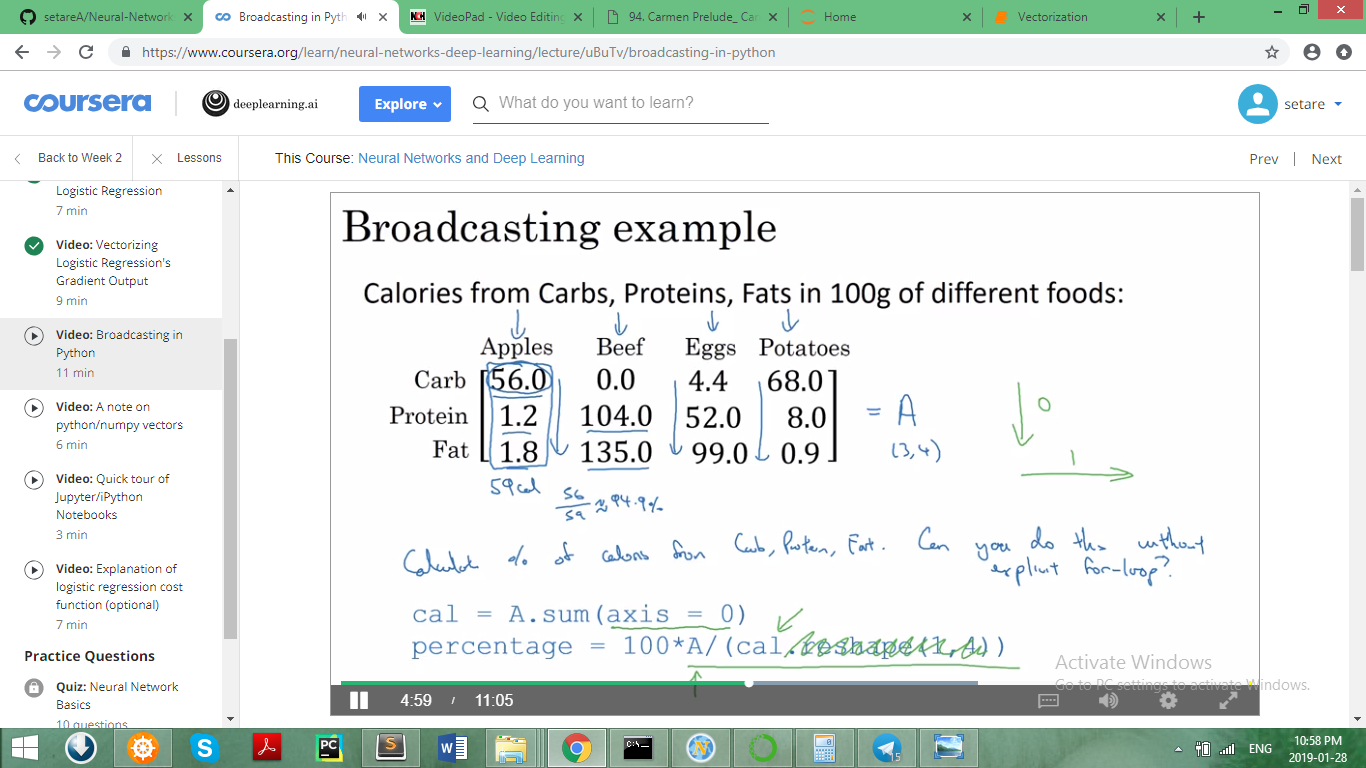 setareA/Neural-Network
Broadcasting in Pyth
VideoPad - Video Editing
94. Carmen Prelude_ Car
Home
Vectorization
https://www.coursera.org/learn/neural-networks-deep-learning/lecture/uBuTv/broadcasting-in-python
coursera
deeplearning.ai
Explore
What do you want to learn?
setare
Back to Week 2
Lessons
This Course: Neural Networks and Deep Learning
Prev | Next
Logistic Regression
7 min
Video: Vectorizing
Logistic Regression's
Gradient Output
9 min
Video: Broadcasting in
Python
11 min
Video: A note on
python/numpy vectors
6 min
Video: Quick tour of
Jupyter/iPython
Notebooks
3 min
Video: Explanation of
logistic regression cost
function (optional)
7 min
Practice Questions
Quiz: Neural Network
Basics
10 questions
Broadcasting example
Calories from Carbs, Proteins, Fats in 100g of different foods:
Apples Beef Eggs Potatoes
Carb 56.0 0.0 4.4 68.0
Protein 1.2 104.0 52.0 8.0 = A
Fat 1.8 135.0 99.0 0.9 (3,4)
0
1
59 cal
56/59 ≈ 94.9%
Calculate % of calories from Carb, Protein, Fat. Can you do this without
explicit for-loop?
cal = A.sum(axis = 0)
percentage = 100*A/(cal.reshape(1,4))
Activate Windows
Go to PC settings to activate Windows.
4:59 / 11:05
PC
15
ENG
10:58 PM
2019-01-28